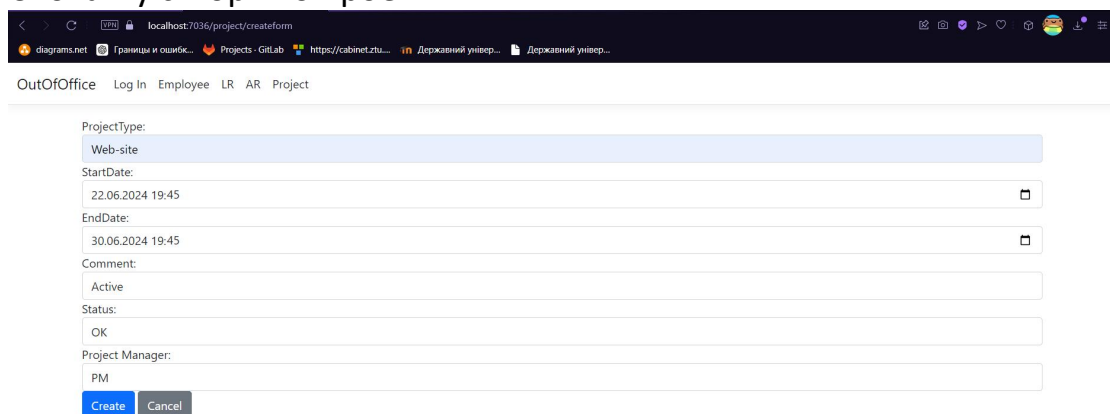 VPN localhost:7036/project/createform
diagrams.net Границы и ошибк... Projects · GitLab https://cabinet.ztu.... Державний універ... Державний універ...
OutOfOffice Log In Employee LR AR Project
ProjectType:
Web-site
StartDate:
22.06.2024 19:45
EndDate:
30.06.2024 19:45
Comment:
Active
Status:
OK
Project Manager:
PM
Create Cancel